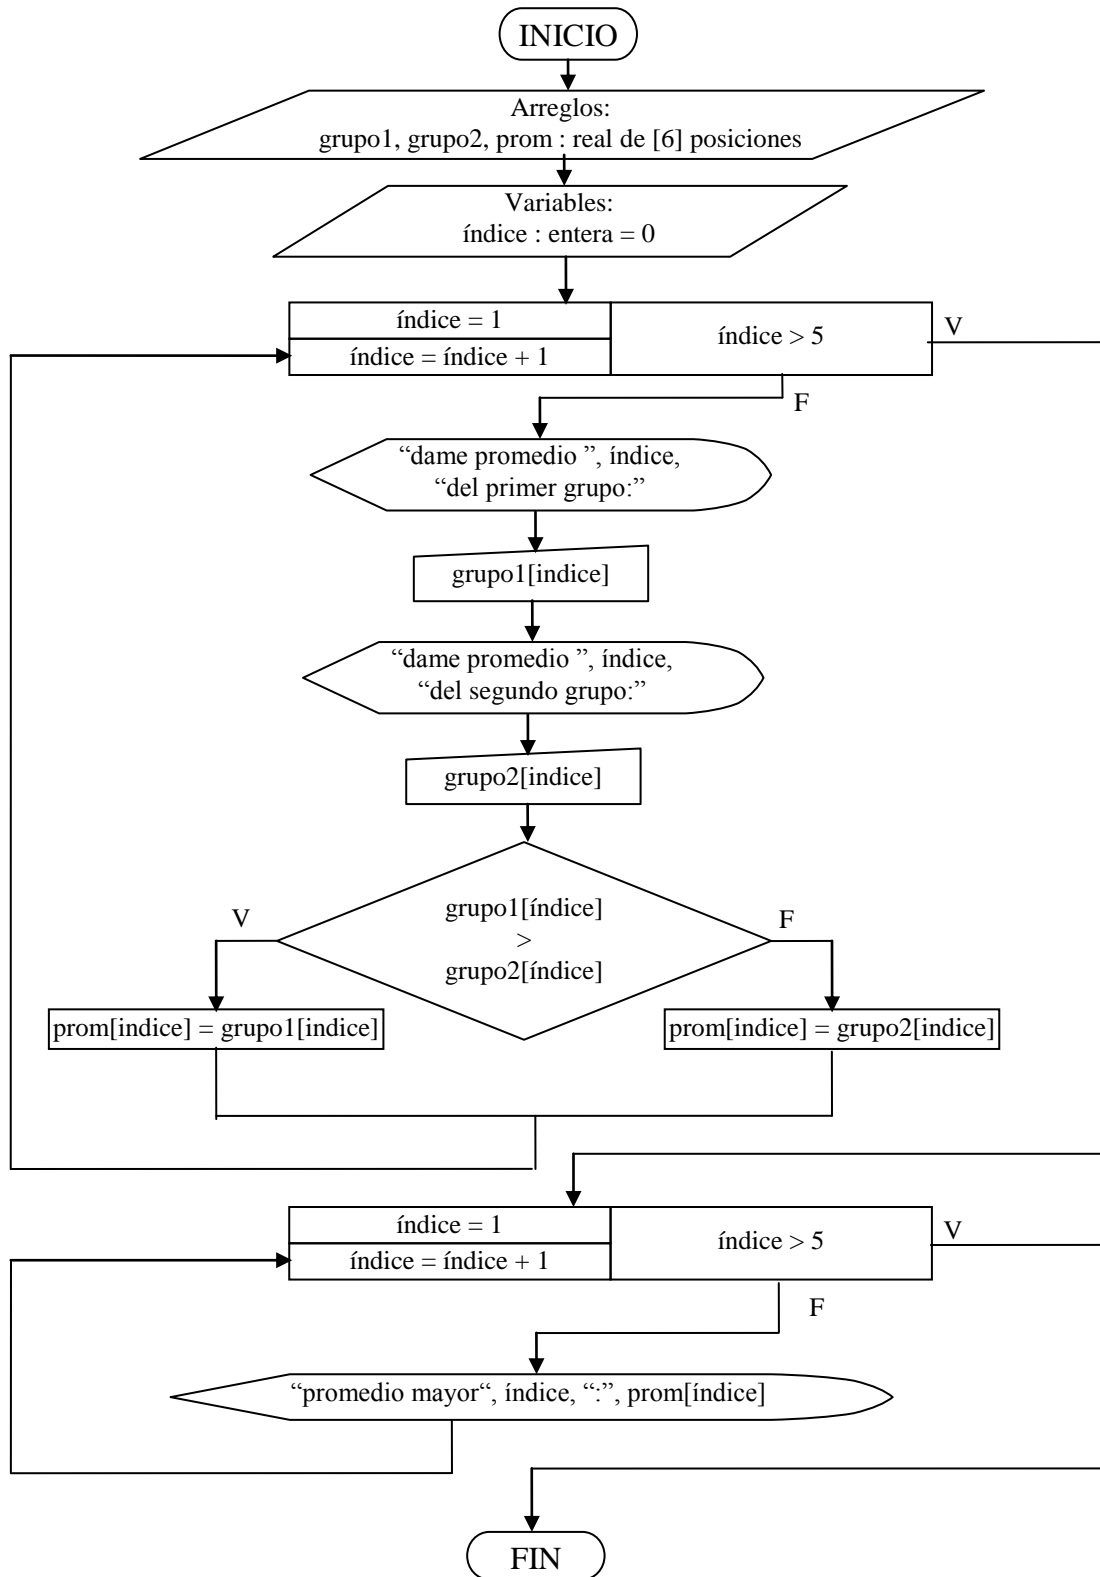 INICIO
Arreglos:
grupo1, grupo2, prom : real de [6] posiciones
Variables:
índice : entera = 0
índice = 1
índice = índice + 1
índice > 5
V
F
“dame promedio ”, índice,
“del primer grupo:”
grupo1[indice]
“dame promedio ”, índice,
“del segundo grupo:”
grupo2[indice]
grupo1[índice]
>
grupo2[índice]
V
F
prom[indice] = grupo1[indice]
prom[indice] = grupo2[indice]
índice = 1
índice = índice + 1
índice > 5
V
F
“promedio mayor“, índice, “:”, prom[índice]
FIN